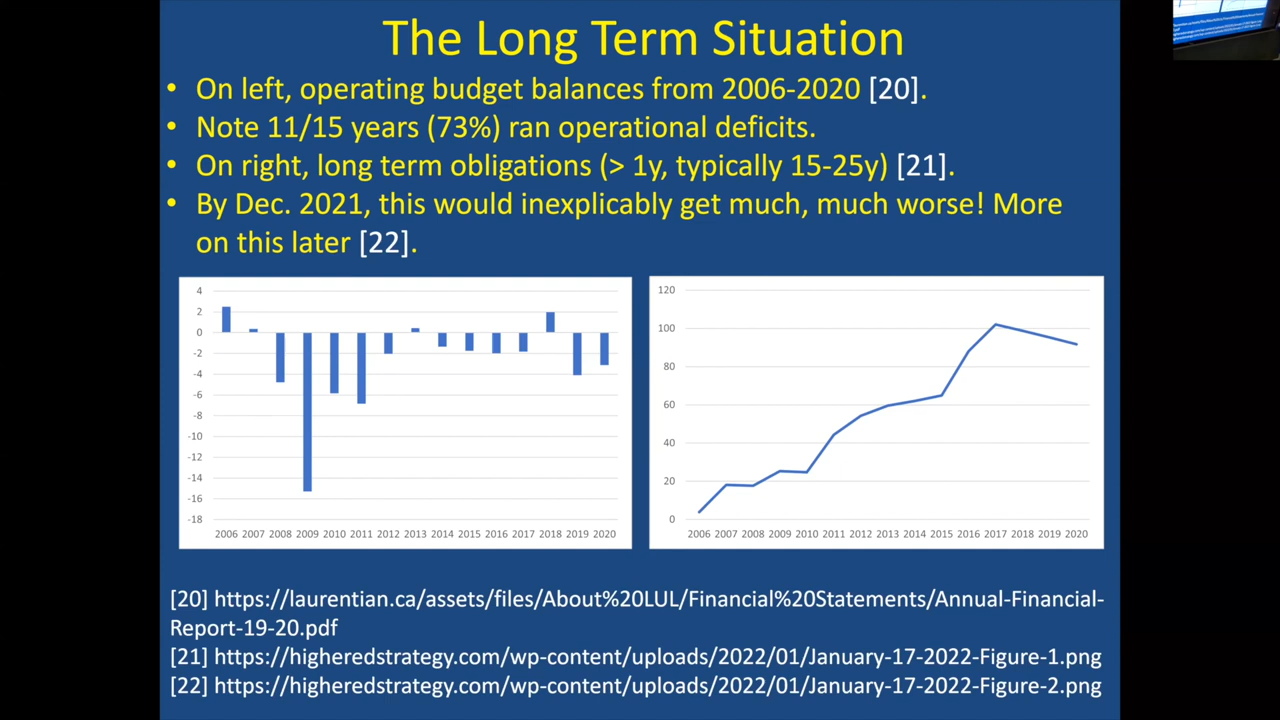 The Long Term Situation
• On left, operating budget balances from 2006-2020 [20].
• Note 11/15 years (73%) ran operational deficits.
• On right, long term obligations (> 1y, typically 15-25y) [21].
• By Dec. 2021, this would inexplicably get much, much worse! More
on this later [22].
4
2
0
-2
-4
-6
-8
-10
-12
-14
-16
-18
2006 2007 2008 2009 2010 2011 2012 2013 2014 2015 2016 2017 2018 2019 2020
120
100
80
60
40
20
0
2006 2007 2008 2009 2010 2011 2012 2013 2014 2015 2016 2017 2018 2019 2020
[20] https://laurentian.ca/assets/files/About%20LUL/Financial%20Statements/Annual-Financial-
Report-19-20.pdf
[21] https://higheredstrategy.com/wp-content/uploads/2022/01/January-17-2022-Figure-1.png
[22] https://higheredstrategy.com/wp-content/uploads/2022/01/January-17-2022-Figure-2.png